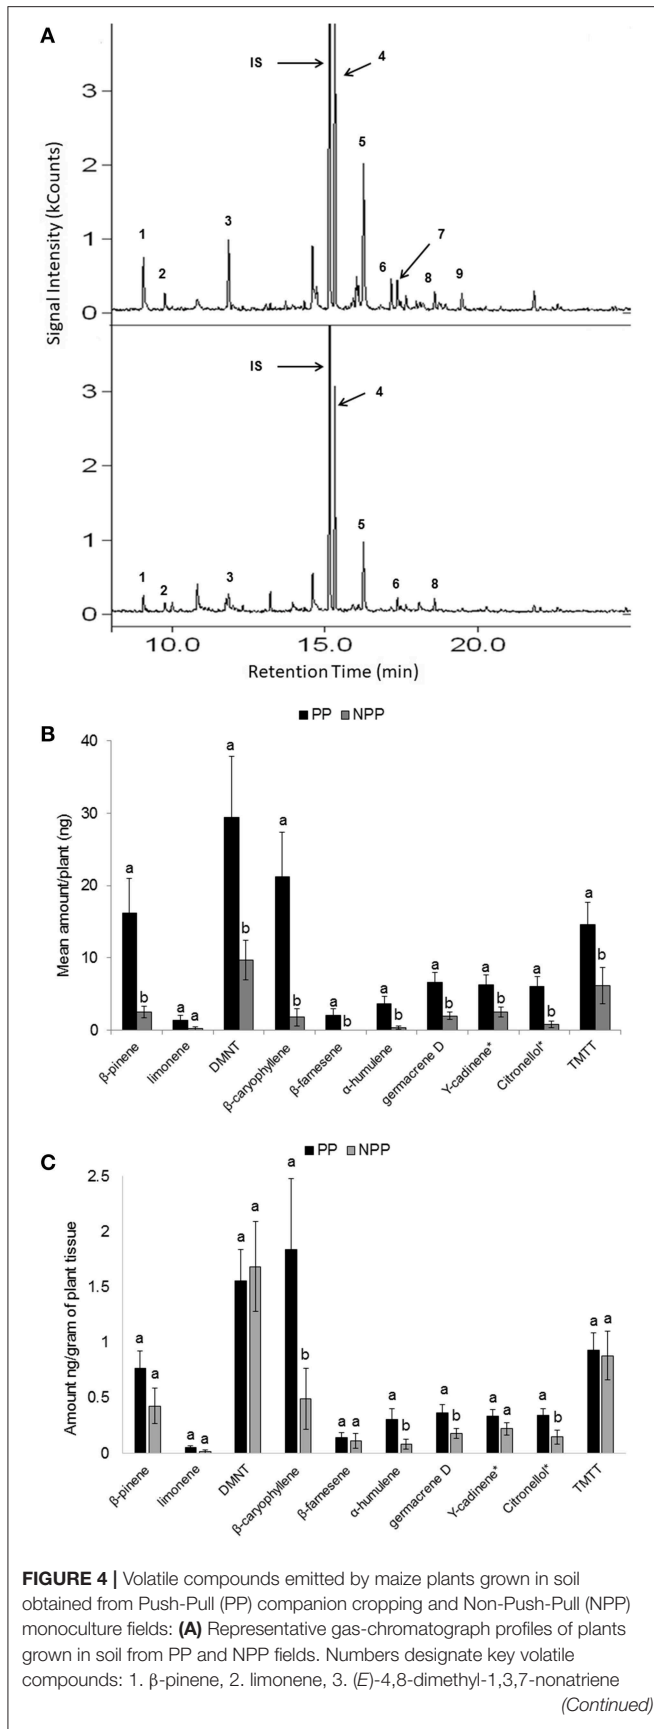 A
IS
4
3
5
2
1
3
7
1
2
6
8
9
0
Signal Intensity (kCounts)
IS
3
4
2
5
1
1
2
3
6
8
0
10.0 15.0 20.0
Retention Time (min)
B
PP NPP
40
30
20
10
0
Mean amount/plant (ng)
a b
a a
a b
a b
a b
a b
a b
a b
a b
a b
β-pinene
limonene
DMNT
β-caryophyllene
β-farnesene
α-humulene
germacrene D
Y-cadinene*
Citronellol*
TMTT
C
PP NPP
2.5
2
1.5
1
0.5
0
Amount ng/gram of plant tissue
a a
a a
a a
a b
a a
a b
a b
a a
a b
a a
β-pinene
limonene
DMNT
β-caryophyllene
β-farnesene
α-humulene
germacrene D
Y-cadinene*
Citronellol*
TMTT
FIGURE 4 | Volatile compounds emitted by maize plants grown in soil
obtained from Push-Pull (PP) companion cropping and Non-Push-Pull (NPP)
monoculture fields: (A) Representative gas-chromatograph profiles of plants
grown in soil from PP and NPP fields. Numbers designate key volatile
compounds: 1. β-pinene, 2. limonene, 3. (E)-4,8-dimethyl-1,3,7-nonatriene
(Continued)